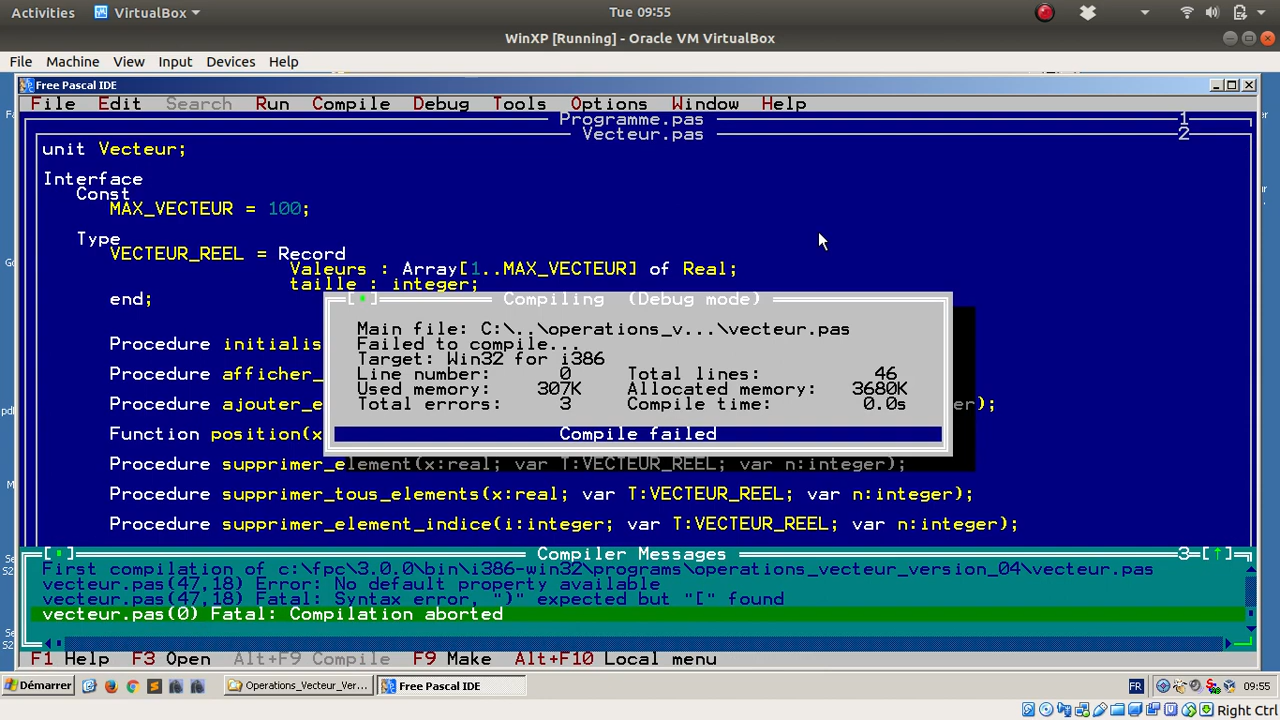 Activities VirtualBox Tue 09:55
WinXP [Running] - Oracle VM VirtualBox
File Machine View Input Devices Help
Free Pascal IDE
File Edit Search Run Compile Debug Tools Options Window Help
Programme.pas 1
Vecteur.pas 2
unit Vecteur;
Interface
Const
MAX_VECTEUR = 100;
Type
VECTEUR_REEL = Record
Valeurs : Array[1..MAX_VECTEUR] of Real;
taille : integer;
end;
Compiling (Debug mode)
Main file: C:\..\operations_v...\vecteur.pas
Failed to compile...
Target: Win32 for i386
Line number: 0 Total lines: 46
Used memory: 307K Allocated memory: 3680K
Total errors: 3 Compile time: 0.0s
Compile failed
Procedure initialis
Procedure afficher_
Procedure ajouter_e er);
Function position(x
Procedure supprimer_element(x:real; var T:VECTEUR_REEL; var n:integer);
Procedure supprimer_tous_elements(x:real; var T:VECTEUR_REEL; var n:integer);
Procedure supprimer_element_indice(i:integer; var T:VECTEUR_REEL; var n:integer);
Compiler Messages 3
First compilation of c:\fpc\3.0.0\bin\i386-win32\programs\operations_vecteur_version_04\vecteur.pas
vecteur.pas(47,18) Error: No default property available
vecteur.pas(47,18) Fatal: Syntax error, ")" expected but "[" found
vecteur.pas(0) Fatal: Compilation aborted
F1 Help F3 Open Alt+F9 Compile F9 Make Alt+F10 Local menu
Démarrer Operations_Vecteur_Ver... Free Pascal IDE FR 09:55
Right Ctrl